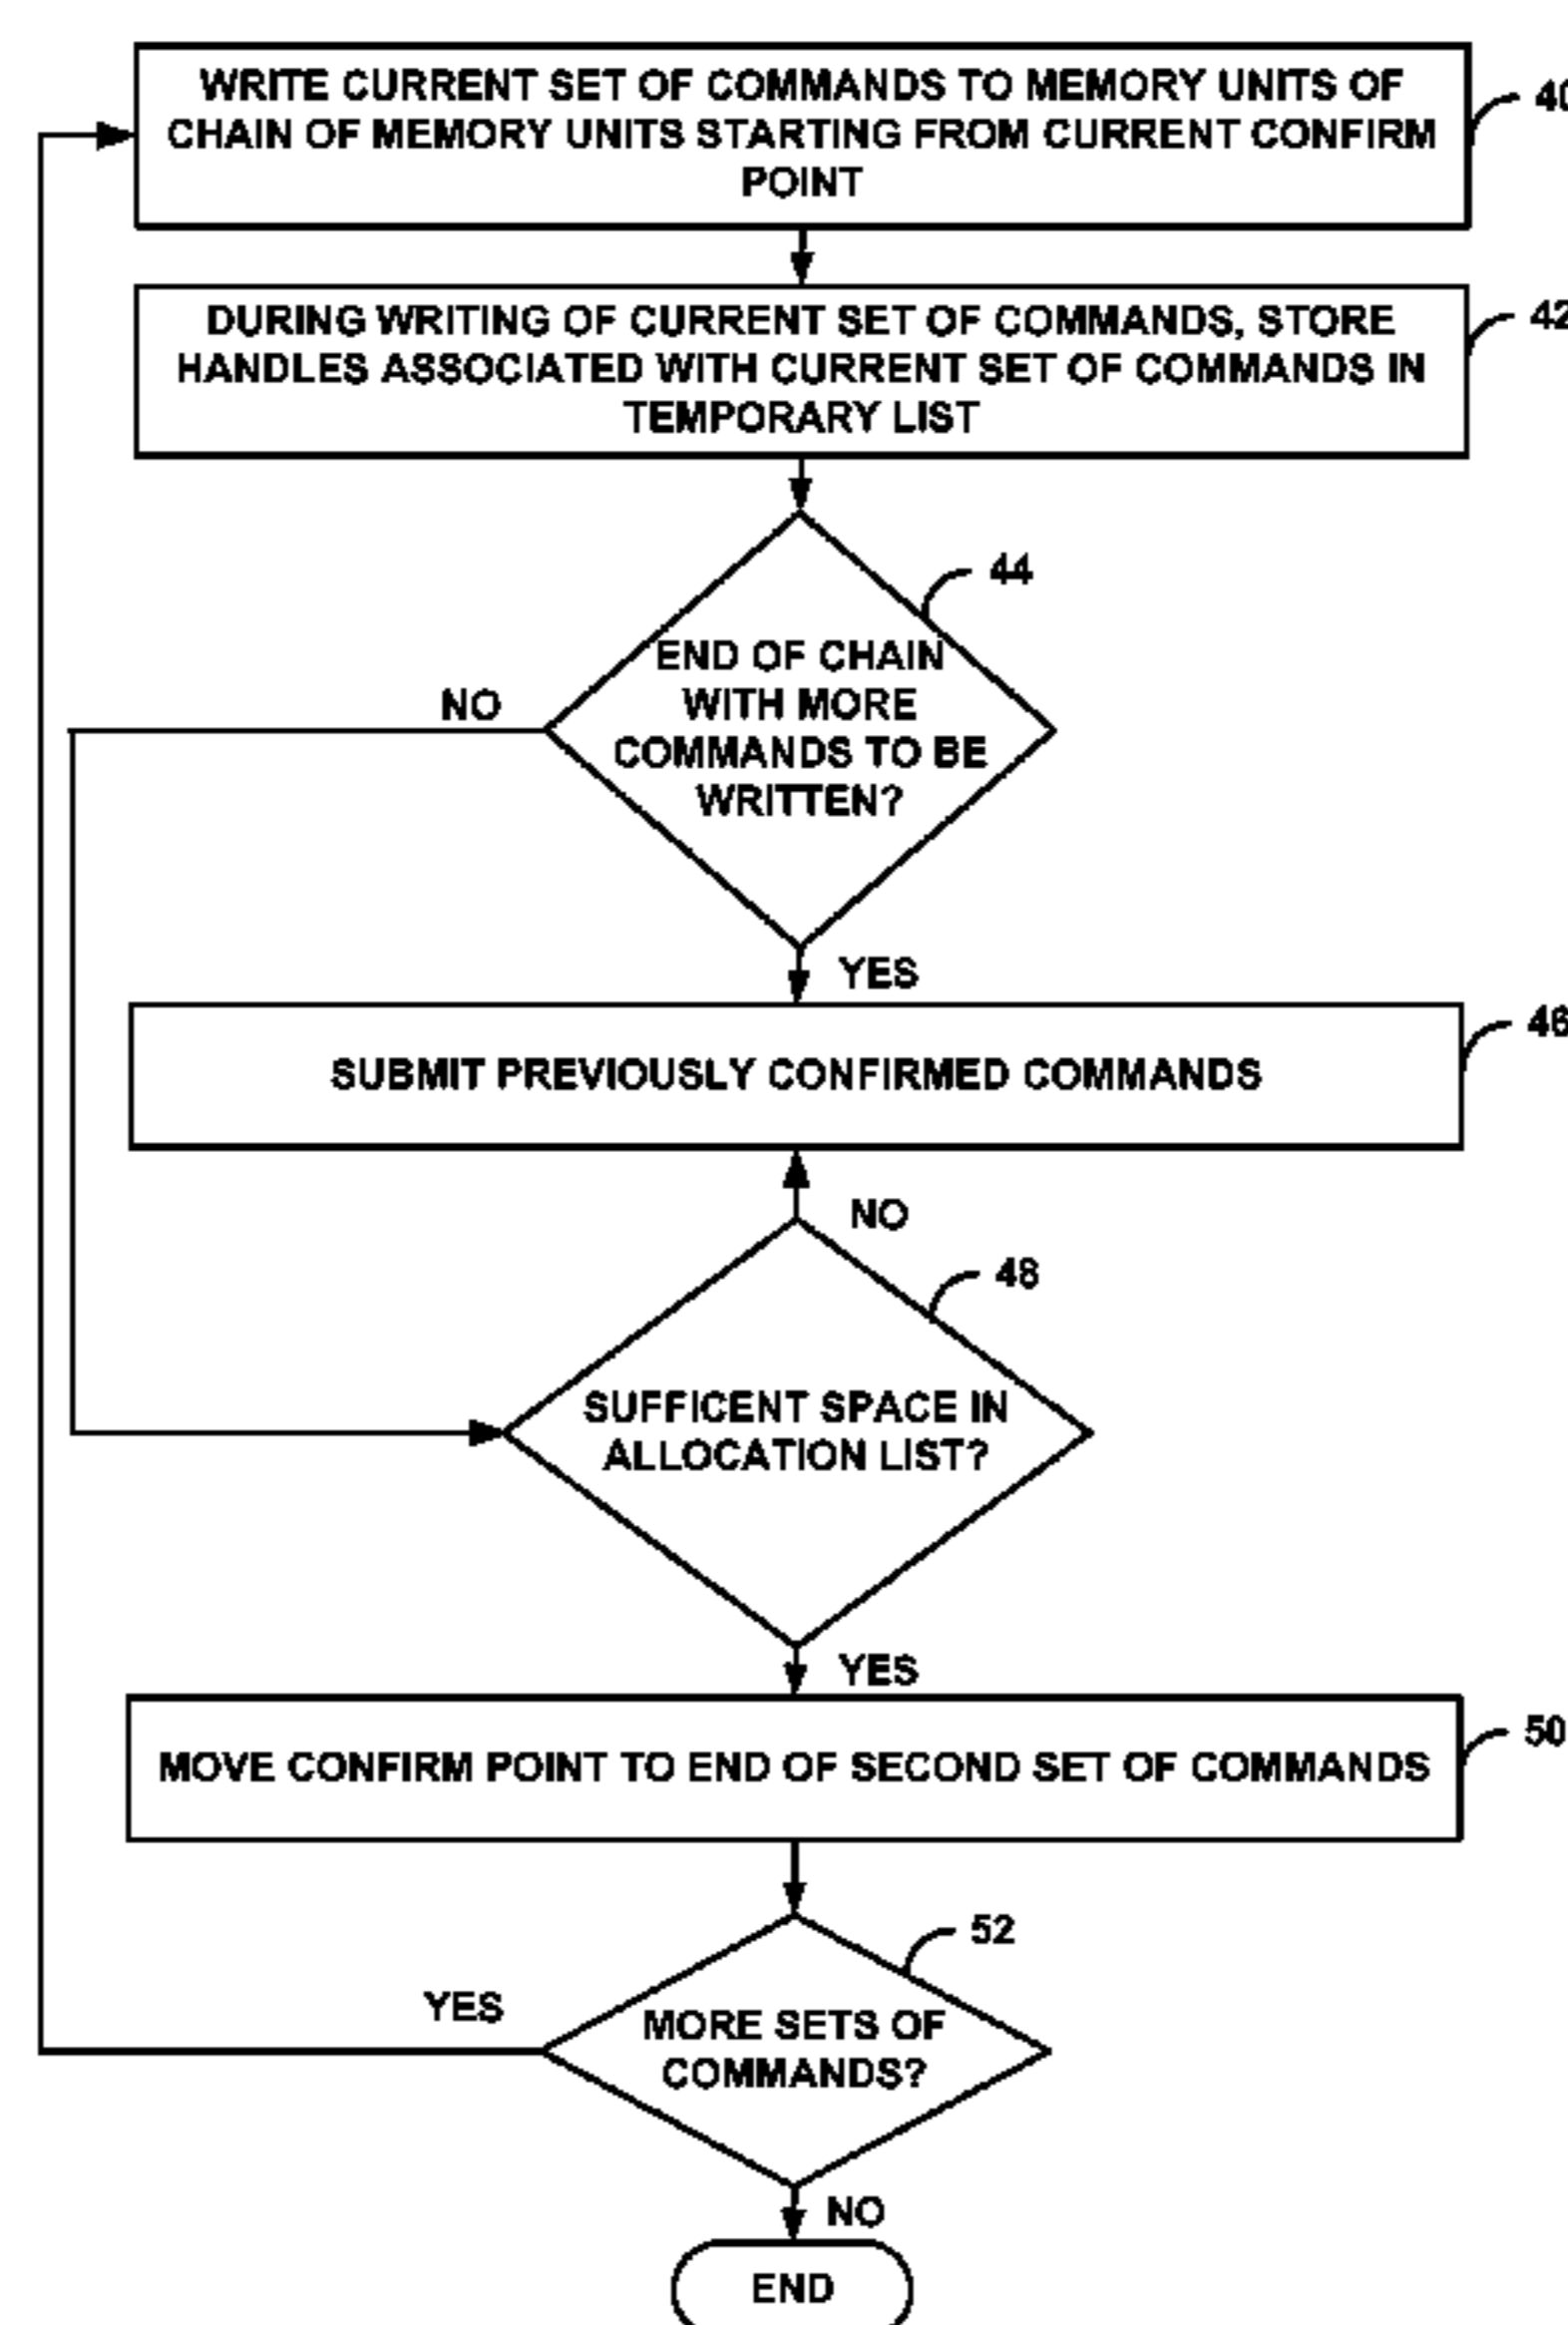 WRITE CURRENT SET OF COMMANDS TO MEMORY UNITS OF
CHAIN OF MEMORY UNITS STARTING FROM CURRENT CONFIRM
POINT
40
DURING WRITING OF CURRENT SET OF COMMANDS, STORE
HANDLES ASSOCIATED WITH CURRENT SET OF COMMANDS IN
TEMPORARY LIST
42
44
END OF CHAIN
WITH MORE
COMMANDS TO BE
WRITTEN?
NO
YES
SUBMIT PREVIOUSLY CONFIRMED COMMANDS
46
NO
48
SUFFICENT SPACE IN
ALLOCATION LIST?
YES
MOVE CONFIRM POINT TO END OF SECOND SET OF COMMANDS
50
52
YES
MORE SETS OF
COMMANDS?
NO
END